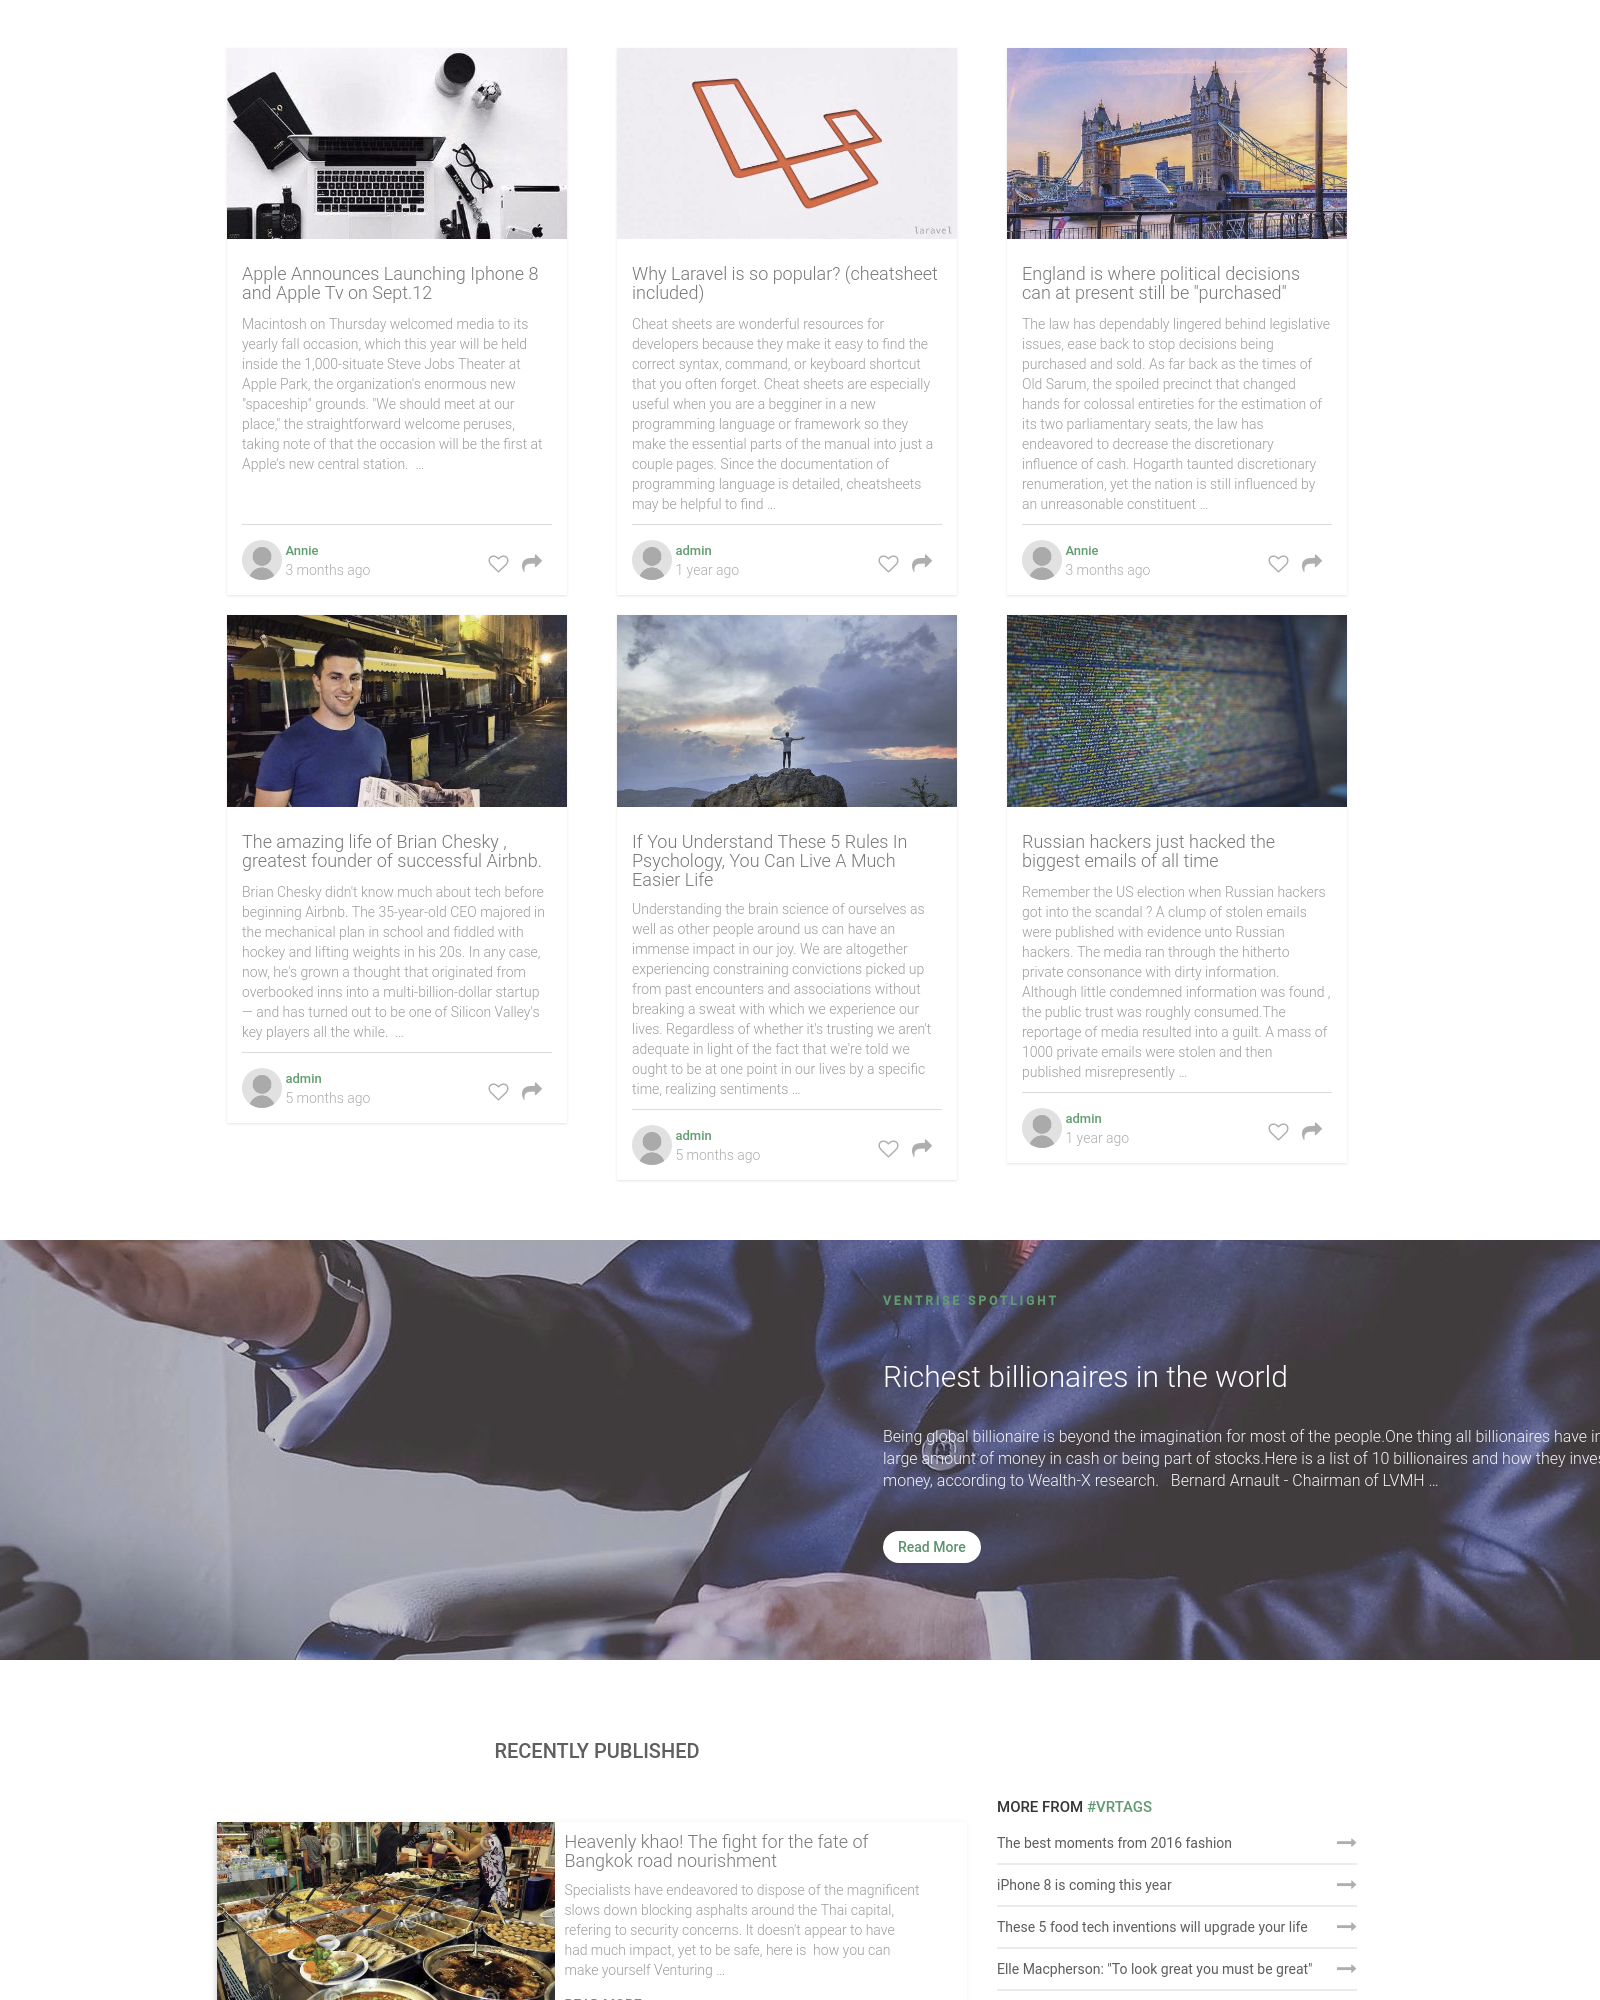 laravel
Apple Announces Launching Iphone 8
and Apple Tv on Sept.12
Macintosh on Thursday welcomed media to its
yearly fall occasion, which this year will be held
inside the 1,000-situate Steve Jobs Theater at
Apple Park, the organization's enormous new
"spaceship" grounds. "We should meet at our
place," the straightforward welcome peruses,
taking note of that the occasion will be the first at
Apple's new central station. ...
Annie
3 months ago
Why Laravel is so popular? (cheatsheet
included)
Cheat sheets are wonderful resources for
developers because they make it easy to find the
correct syntax, command, or keyboard shortcut
that you often forget. Cheat sheets are especially
useful when you are a begginer in a new
programming language or framework so they
make the essential parts of the manual into just a
couple pages. Since the documentation of
programming language is detailed, cheatsheets
may be helpful to find ...
admin
1 year ago
England is where political decisions
can at present still be "purchased"
The law has dependably lingered behind legislative
issues, ease back to stop decisions being
purchased and sold. As far back as the times of
Old Sarum, the spoiled precinct that changed
hands for colossal entireties for the estimation of
its two parliamentary seats, the law has
endeavored to decrease the discretionary
influence of cash. Hogarth taunted discretionary
renumeration, yet the nation is still influenced by
an unreasonable constituent ...
Annie
3 months ago
The amazing life of Brian Chesky ,
greatest founder of successful Airbnb.
Brian Chesky didn't know much about tech before
beginning Airbnb. The 35-year-old CEO majored in
the mechanical plan in school and fiddled with
hockey and lifting weights in his 20s. In any case,
now, he's grown a thought that originated from
overbooked inns into a multi-billion-dollar startup
— and has turned out to be one of Silicon Valley's
key players all the while. ...
admin
5 months ago
If You Understand These 5 Rules In
Psychology, You Can Live A Much
Easier Life
Understanding the brain science of ourselves as
well as other people around us can have an
immense impact in our joy. We are altogether
experiencing constraining convictions picked up
from past encounters and associations without
breaking a sweat with which we experience our
lives. Regardless of whether it's trusting we aren't
adequate in light of the fact that we're told we
ought to be at one point in our lives by a specific
time, realizing sentiments ...
admin
5 months ago
Russian hackers just hacked the
biggest emails of all time
Remember the US election when Russian hackers
got into the scandal ? A clump of stolen emails
were published with evidence unto Russian
hackers. The media ran through the hitherto
private consonance with dirty information.
Although little condemned information was found ,
the public trust was roughly consumed.The
reportage of media resulted into a guilt. A mass of
1000 private emails were stolen and then
published misrepresently ...
admin
1 year ago
VENTRISE SPOTLIGHT
Richest billionaires in the world
Being global billionaire is beyond the imagination for most of the people.One thing all billionaires have
large amount of money in cash or being part of stocks.Here is a list of 10 billionaires and how they
money, according to Wealth-X research. Bernard Arnault - Chairman of LVMH ...
Read More
RECENTLY PUBLISHED
Heavenly khao! The fight for the fate of
Bangkok road nourishment
Specialists have endeavored to dispose of the magnificent
slows down blocking asphalts around the Thai capital,
refering to security concerns. It doesn't appear to have
had much impact, yet to be safe, here is how you can
make yourself Venturing ...
MORE FROM #VRTAGS
The best moments from 2016 fashion
iPhone 8 is coming this year
These 5 food tech inventions will upgrade your life
Elle Macpherson: "To look great you must be great"